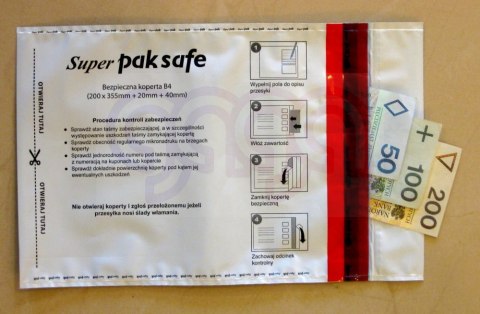 Super pak safe
Bezpieczna koperta B4
(200 x 355mm + 20mm + 40mm)
Procedura kontroli zabezpieczeń
Sprawdź stan taśmy zabezpieczającej, a w szczególności
występowanie uszkodzeń taśmy zamykającej kopertę
Sprawdź obecność regularnego mikronadruku na brzegach
koperty
Sprawdź jednorodność numeru pod taśmą zamykającą
z numeracją na kuponach lub kopercie
Sprawdź dokładnie powierzchnię koperty pod kątem jej
ewentualnych uszkodzeń
Nie otwieraj koperty i zgłoś przełożonemu jeżeli
przesyłka nosi ślady włamania.
OTWIERAJ TUTAJ
OTWIERAJ TUTAJ
1
Wypełnij pola do opisu
przesyłki
2
Włóż zawartość
3
Zamknij kopertę
bezpieczną
4
Zachowaj odcinek
kontrolny
50
100
200